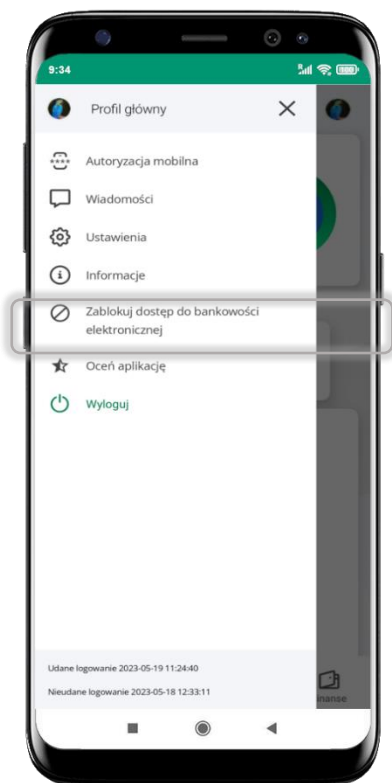 9:34
Profil główny
Autoryzacja mobilna
Wiadomości
Ustawienia
Informacje
Zablokuj dostęp do bankowości
elektronicznej
Oceń aplikację
Wyloguj
Udane logowanie 2023-05-19 11:24:40
Nieudane logowanie 2023-05-18 12:33:11
inanse